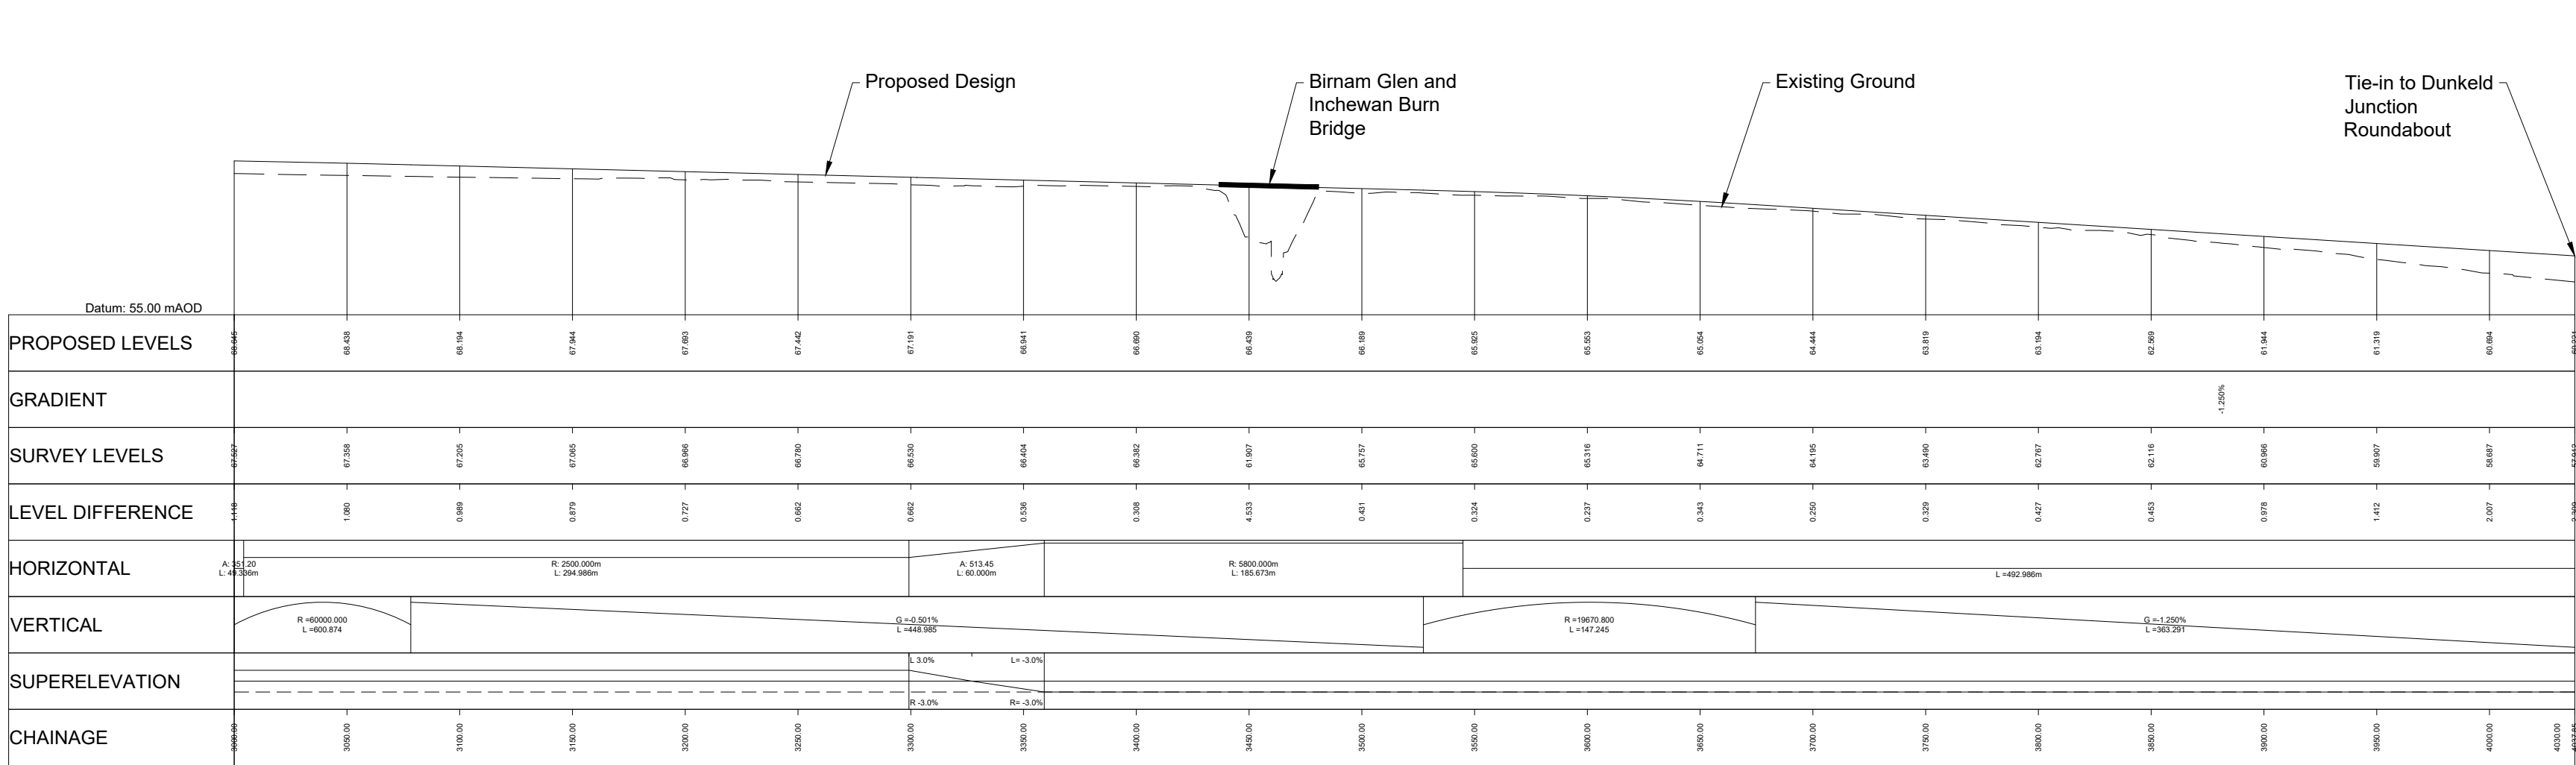 Proposed Design
Birnam Glen and
Inchewan Burn
Bridge
Existing Ground
Tie-in to Dunkeld
Junction
Roundabout
Datum: 55.00 mAOD
PROPOSED LEVELS
68.645 68.438 68.194 67.944 67.693 67.442 67.191 66.941 66.690 66.439 66.189 65.925 65.553 65.054 64.444 63.819 63.194 62.569 61.944 61.319 60.694
GRADIENT
-1.250%
SURVEY LEVELS
67.527 67.358 67.205 67.065 66.966 66.780 66.530 66.404 66.382 61.907 65.757 65.600 65.316 64.711 64.195 63.490 62.767 62.116 60.966 59.907 58.687
LEVEL DIFFERENCE
1.118 1.080 0.989 0.879 0.727 0.662 0.662 0.536 0.308 4.533 0.431 0.324 0.237 0.343 0.250 0.329 0.427 0.453 0.978 1.412 2.007
HORIZONTAL
A: 351.20
L: 49.336m
R: 2500.000m
L: 294.986m
A: 513.45
L: 60.000m
R: 5800.000m
L: 185.673m
L =492.986m
VERTICAL
R =60000.000
L =600.874
G =-0.501%
L =448.985
R =19670.800
L =147.245
G =-1.250%
L =363.291
SUPERELEVATION
L 3.0% L= -3.0%
R -3.0% R= -3.0%
CHAINAGE
3000.00 3050.00 3100.00 3150.00 3200.00 3250.00 3300.00 3350.00 3400.00 3450.00 3500.00 3550.00 3600.00 3650.00 3700.00 3750.00 3800.00 3850.00 3900.00 3950.00 4000.00 4030.00